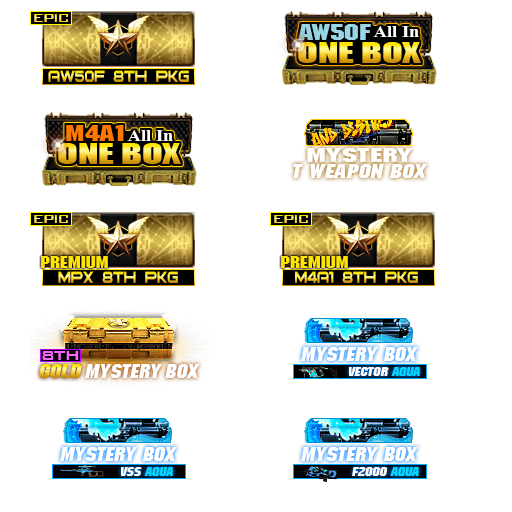 EPIC
AW50F 8TH PKG
AW50F All In
ONE BOX
M4A1 All In
ONE BOX
MYSTERY
T WEAPON BOX
EPIC
PREMIUM
MPX 8TH PKG
EPIC
PREMIUM
M4A1 8TH PKG
8TH
GOLD MYSTERY BOX
MYSTERY BOX
VECTOR AQUA
MYSTERY BOX
VSS AQUA
MYSTERY BOX
F2000 AQUA